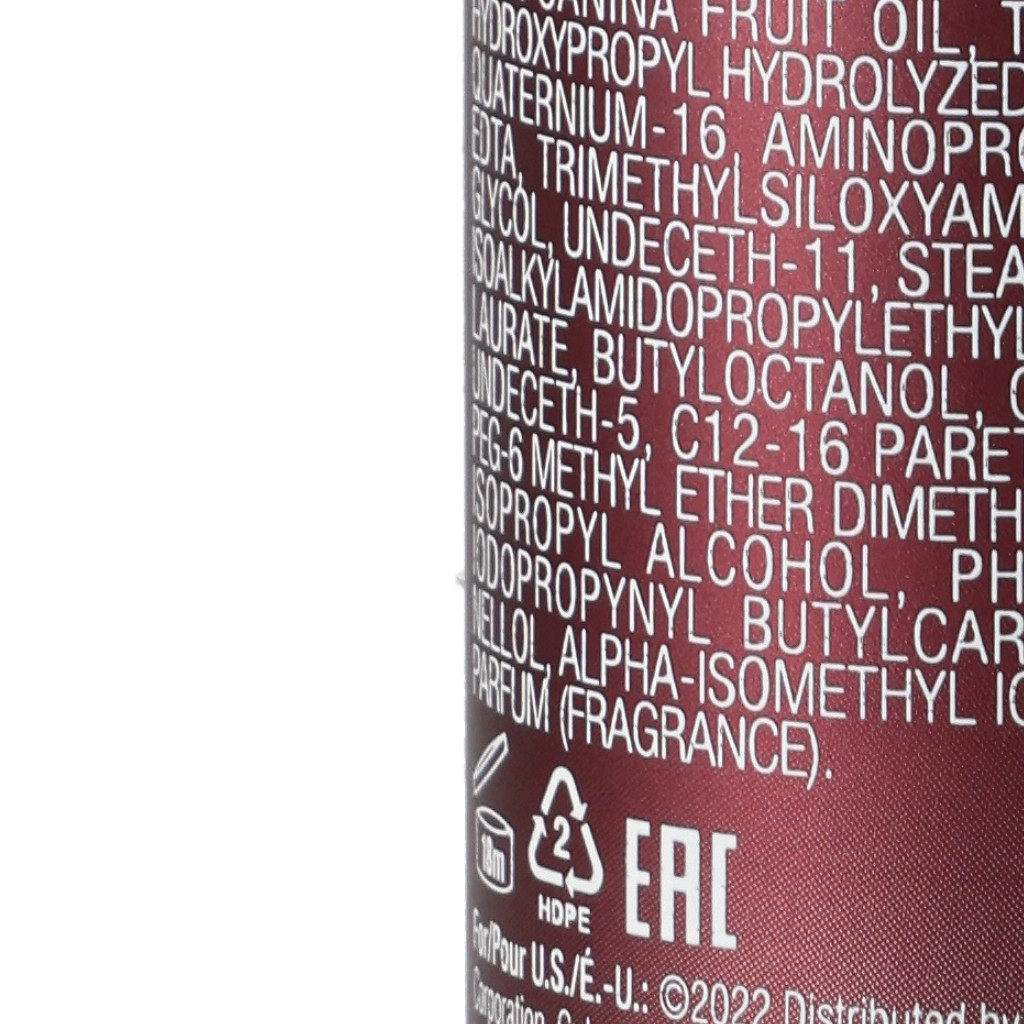 FRUIT OIL,
HYDROXYPROPYL HYDROLYZED
QUATERNIUM-16, AMINOPRO
EDTA, TRIMETHYLSILOXYAM
GLYCOL, UNDECETH-11, STEA
ISOALKYLAMIDOPROPYLETHYL
LAURATE, BUTYLOCTANOL,
UNDECETH-5, C12-16 PARET
PEG-6 METHYL ETHER DIMETH
ISOPROPYL ALCOHOL, PH
IODOPROPYNYL BUTYLCAR
NELLOL, ALPHA-ISOMETHYL IO
PARFUM (FRAGRANCE).
18m
2
HDPE
EAC
For/Pour U.S./É.-U.: ©2022 Distributed by
Corporation,